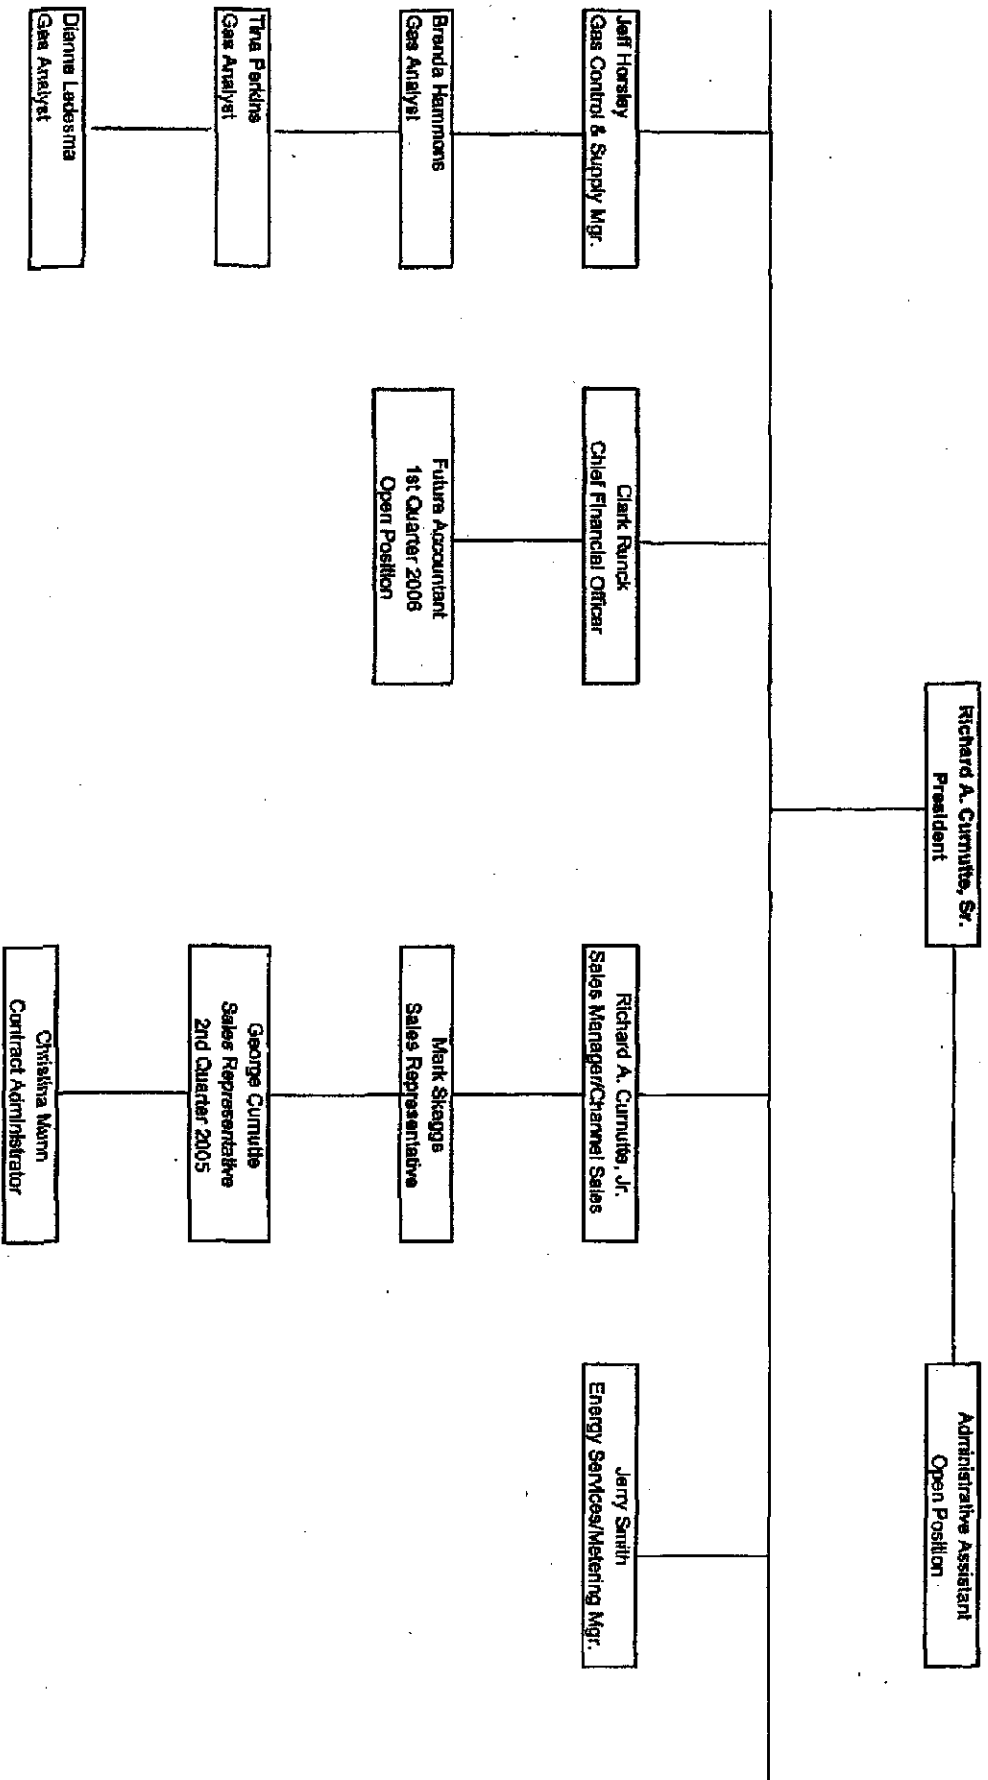 Richard A. Curnutte, Sr.
President
Administrative Assistant
Open Position
Jeff Horsley
Gas Control & Supply Mgr.
Brenda Hammons
Gas Analyst
Tina Perkins
Gas Analyst
Dianne Ladesma
Gas Analyst
Clark Runck
Chief Financial Officer
Future Accountant
1st Quarter 2006
Open Position
Richard A. Curnutte, Jr.
Sales Manager/Channel Sales
Mark Skaggs
Sales Representative
George Curnutte
Sales Representative
2nd Quarter 2005
Christina Mann
Contract Administrator
Jerry Smith
Energy Services/Metering Mgr.